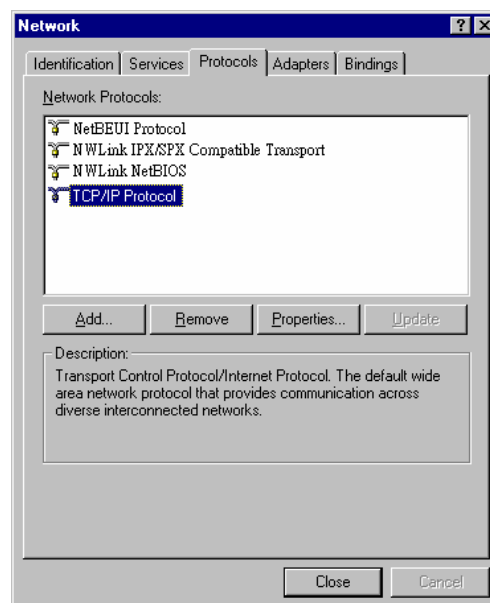 Network
Identification Services Protocols Adapters Bindings
Network Protocols:
NetBEUI Protocol
NWLink IPX/SPX Compatible Transport
NWLink NetBIOS
TCP/IP Protocol
Add... Remove Properties... Update
Description:
Transport Control Protocol/Internet Protocol. The default wide
area network protocol that provides communication across
diverse interconnected networks.
Close Cancel